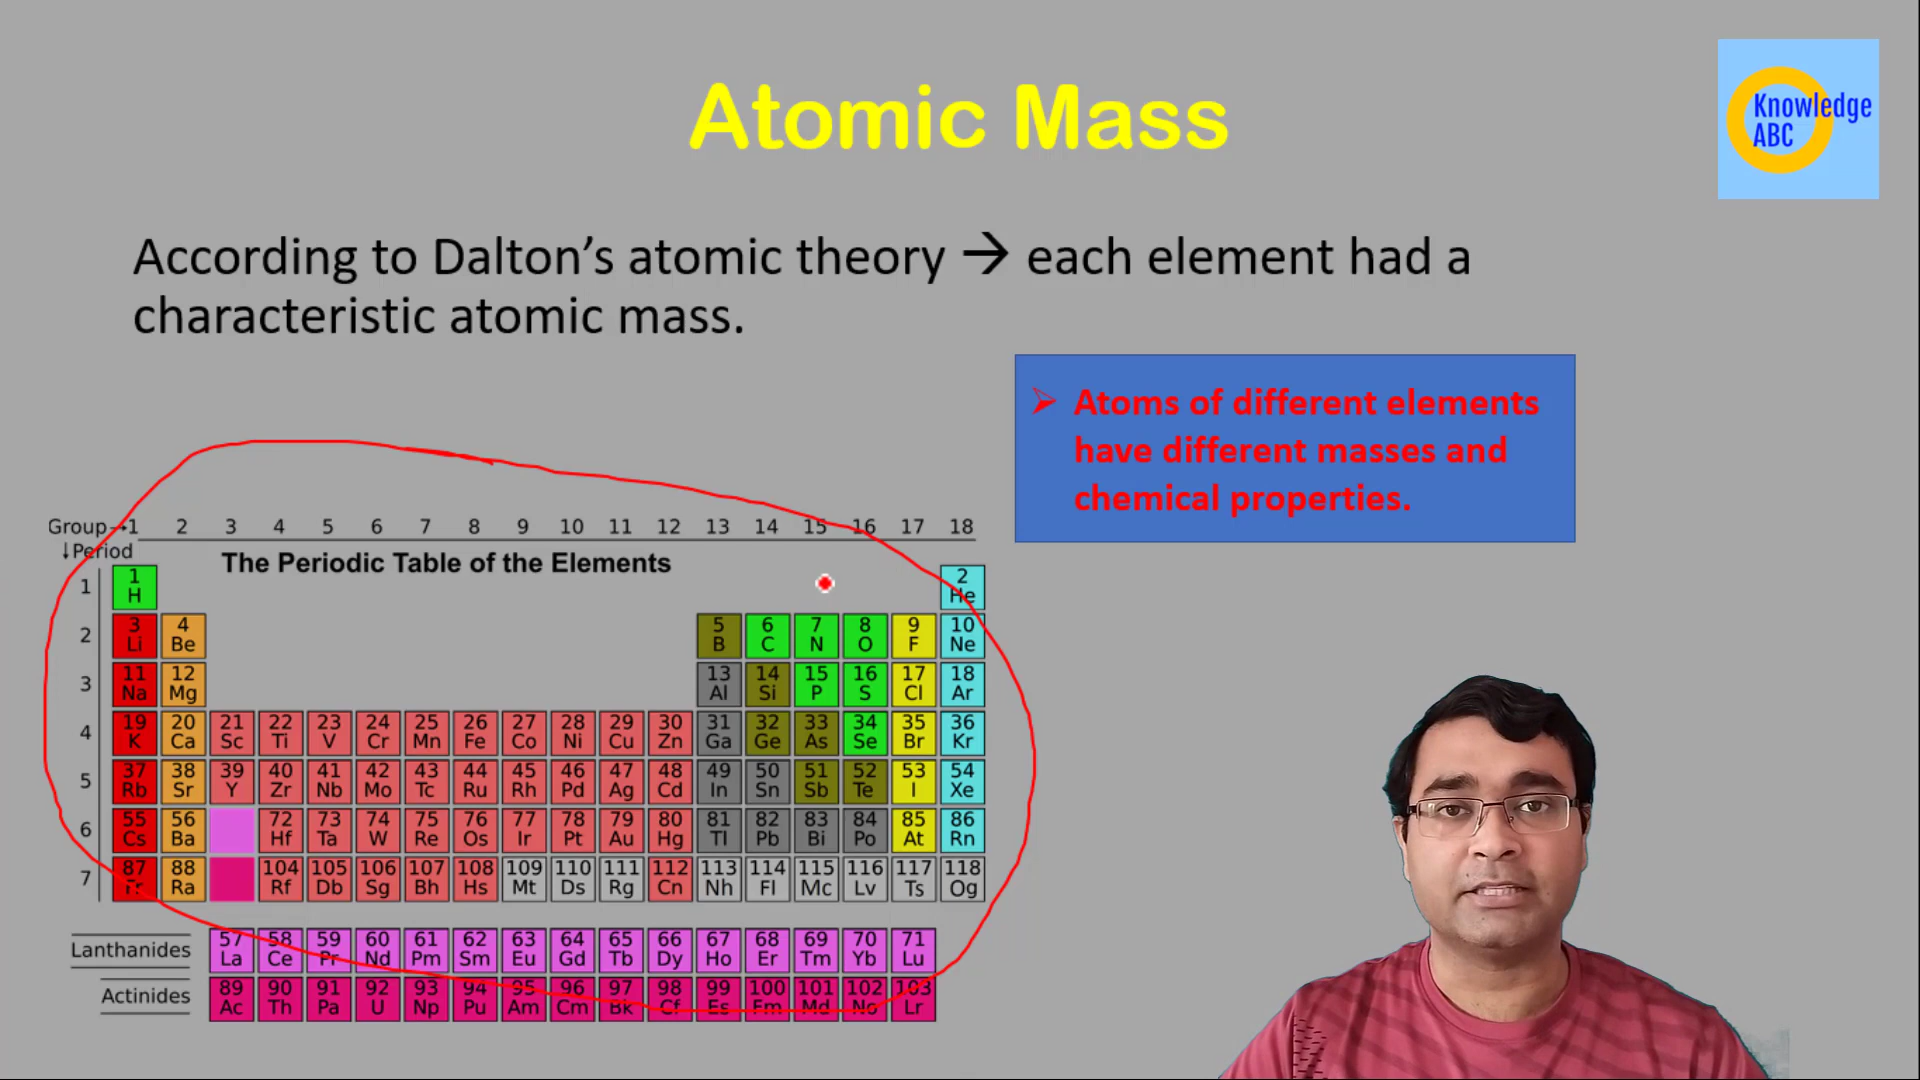 Atomic Mass
Knowledge
ABC
According to Dalton's atomic theory → each element had a
characteristic atomic mass.
➢ Atoms of different elements
have different masses and
chemical properties.
Group→1 2 3 4 5 6 7 8 9 10 11 12 13 14 15 16 17 18
↓Period
The Periodic Table of the Elements
1 1 2
H He
2 3 4 5 6 7 8 9 10
Li Be B C N O F Ne
3 11 12 13 14 15 16 17 18
Na Mg Al Si P S Cl Ar
4 19 20 21 22 23 24 25 26 27 28 29 30 31 32 33 34 35 36
K Ca Sc Ti V Cr Mn Fe Co Ni Cu Zn Ga Ge As Se Br Kr
5 37 38 39 40 41 42 43 44 45 46 47 48 49 50 51 52 53 54
Rb Sr Y Zr Nb Mo Tc Ru Rh Pd Ag Cd In Sn Sb Te I Xe
6 55 56 72 73 74 75 76 77 78 79 80 81 82 83 84 85 86
Cs Ba Hf Ta W Re Os Ir Pt Au Hg Tl Pb Bi Po At Rn
7 87 88 104 105 106 107 108 109 110 111 112 113 114 115 116 117 118
Fr Ra Rf Db Sg Bh Hs Mt Ds Rg Cn Nh Fl Mc Lv Ts Og
Lanthanides 57 58 59 60 61 62 63 64 65 66 67 68 69 70 71
La Ce Pr Nd Pm Sm Eu Gd Tb Dy Ho Er Tm Yb Lu
Actinides 89 90 91 92 93 94 95 96 97 98 99 100 101 102 103
Ac Th Pa U Np Pu Am Cm Bk Cf Es Fm Md No Lr